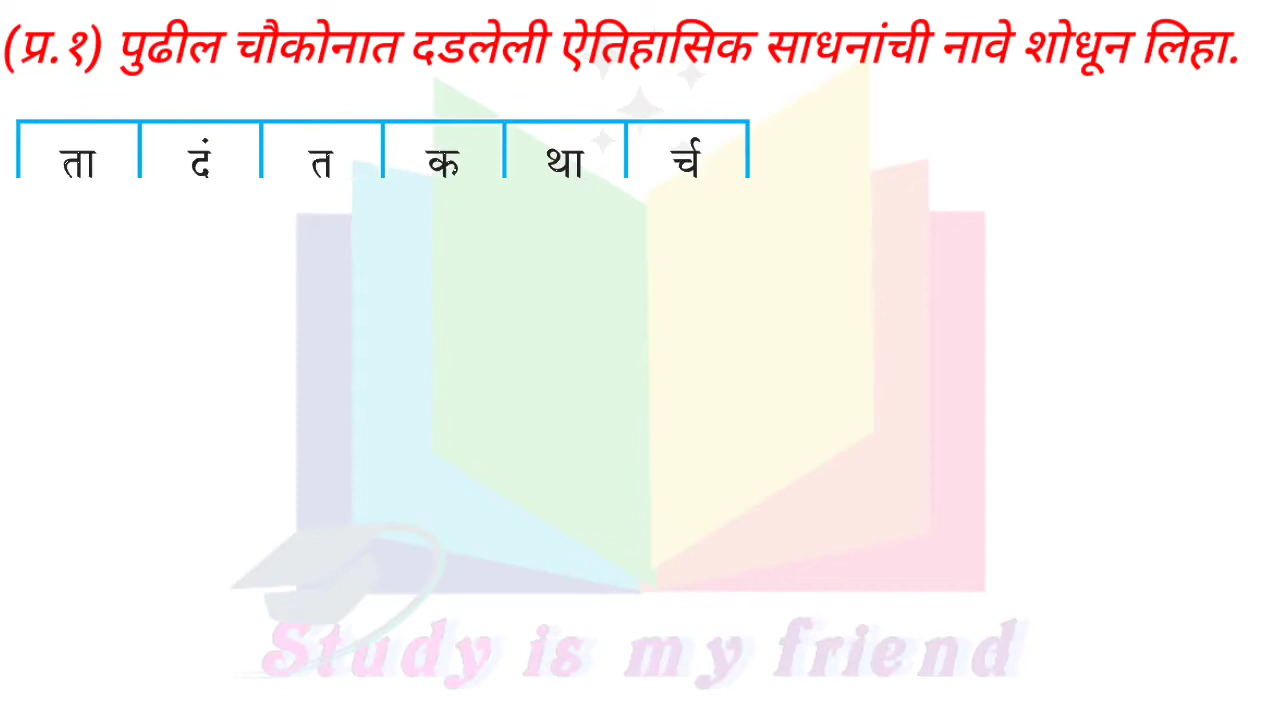 (प्र.१) पुढील चौकोनात दडलेली ऐतिहासिक साधनांची नावे शोधून लिहा.
ता दं त क था र्च
Study is my friend